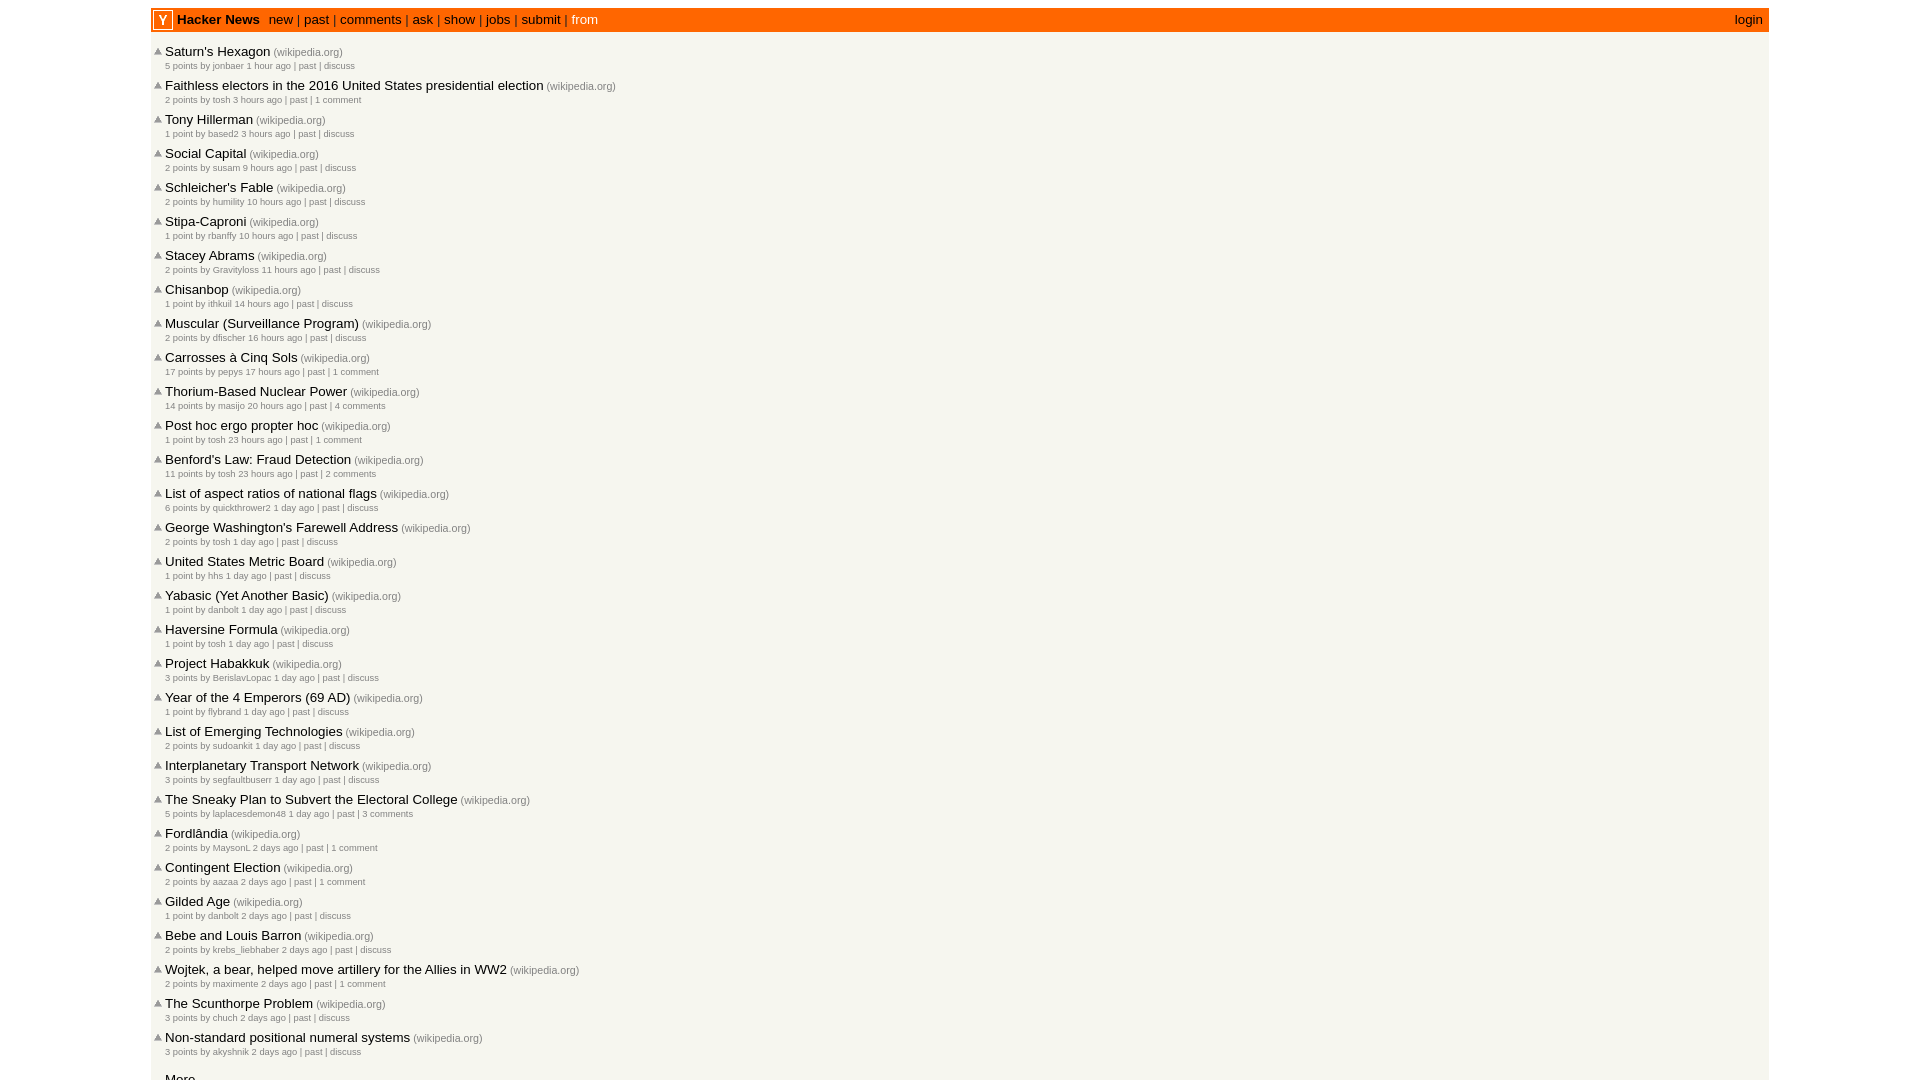 Y Hacker News new | past | comments | ask | show | jobs | submit | from login
Saturn's Hexagon (wikipedia.org)
5 points by jonbaer 1 hour ago | past | discuss
Faithless electors in the 2016 United States presidential election (wikipedia.org)
2 points by tosh 3 hours ago | past | 1 comment
Tony Hillerman (wikipedia.org)
1 point by based2 3 hours ago | past | discuss
Social Capital (wikipedia.org)
2 points by susam 9 hours ago | past | discuss
Schleicher's Fable (wikipedia.org)
2 points by humility 10 hours ago | past | discuss
Stipa-Caproni (wikipedia.org)
1 point by rbanffy 10 hours ago | past | discuss
Stacey Abrams (wikipedia.org)
2 points by Gravityloss 11 hours ago | past | discuss
Chisanbop (wikipedia.org)
1 point by ithkuil 14 hours ago | past | discuss
Muscular (Surveillance Program) (wikipedia.org)
2 points by dfischer 16 hours ago | past | discuss
Carrosses à Cinq Sols (wikipedia.org)
17 points by pepys 17 hours ago | past | 1 comment
Thorium-Based Nuclear Power (wikipedia.org)
14 points by masijo 20 hours ago | past | 4 comments
Post hoc ergo propter hoc (wikipedia.org)
1 point by tosh 23 hours ago | past | 1 comment
Benford's Law: Fraud Detection (wikipedia.org)
11 points by tosh 23 hours ago | past | 2 comments
List of aspect ratios of national flags (wikipedia.org)
6 points by quickthrower2 1 day ago | past | discuss
George Washington's Farewell Address (wikipedia.org)
2 points by tosh 1 day ago | past | discuss
United States Metric Board (wikipedia.org)
1 point by hhs 1 day ago | past | discuss
Yabasic (Yet Another Basic) (wikipedia.org)
1 point by danbolt 1 day ago | past | discuss
Haversine Formula (wikipedia.org)
1 point by tosh 1 day ago | past | discuss
Project Habakkuk (wikipedia.org)
3 points by BerislavLopac 1 day ago | past | discuss
Year of the 4 Emperors (69 AD) (wikipedia.org)
1 point by flybrand 1 day ago | past | discuss
List of Emerging Technologies (wikipedia.org)
2 points by sudoankit 1 day ago | past | discuss
Interplanetary Transport Network (wikipedia.org)
3 points by segfaultbuserr 1 day ago | past | discuss
The Sneaky Plan to Subvert the Electoral College (wikipedia.org)
5 points by laplacesdemon48 1 day ago | past | 3 comments
Fordlândia (wikipedia.org)
2 points by MaysonL 2 days ago | past | 1 comment
Contingent Election (wikipedia.org)
2 points by aazaa 2 days ago | past | 1 comment
Gilded Age (wikipedia.org)
1 point by danbolt 2 days ago | past | discuss
Bebe and Louis Barron (wikipedia.org)
2 points by krebs_liebhaber 2 days ago | past | discuss
Wojtek, a bear, helped move artillery for the Allies in WW2 (wikipedia.org)
2 points by maximente 2 days ago | past | 1 comment
The Scunthorpe Problem (wikipedia.org)
3 points by chuch 2 days ago | past | discuss
Non-standard positional numeral systems (wikipedia.org)
3 points by akyshnik 2 days ago | past | discuss
More